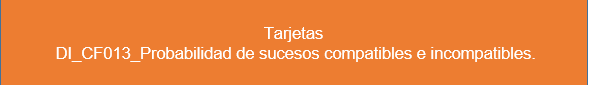 Tarjetas
DI_CF013_Probabilidad de sucesos compatibles e incompatibles.